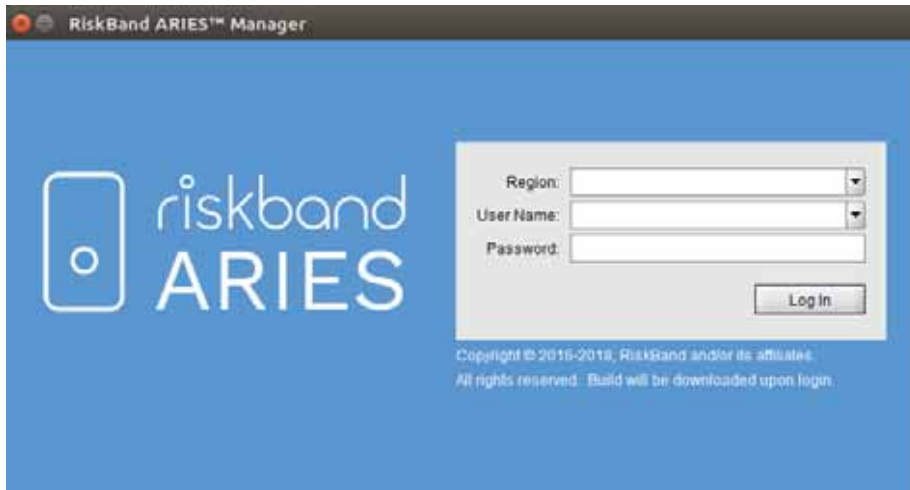 RiskBand ARIES™ Manager
riskband
ARIES
Region:
User Name:
Password:
Log In
Copyright © 2016-2018, RiskBand and/or its affiliates.
All rights reserved. Build will be downloaded upon login.